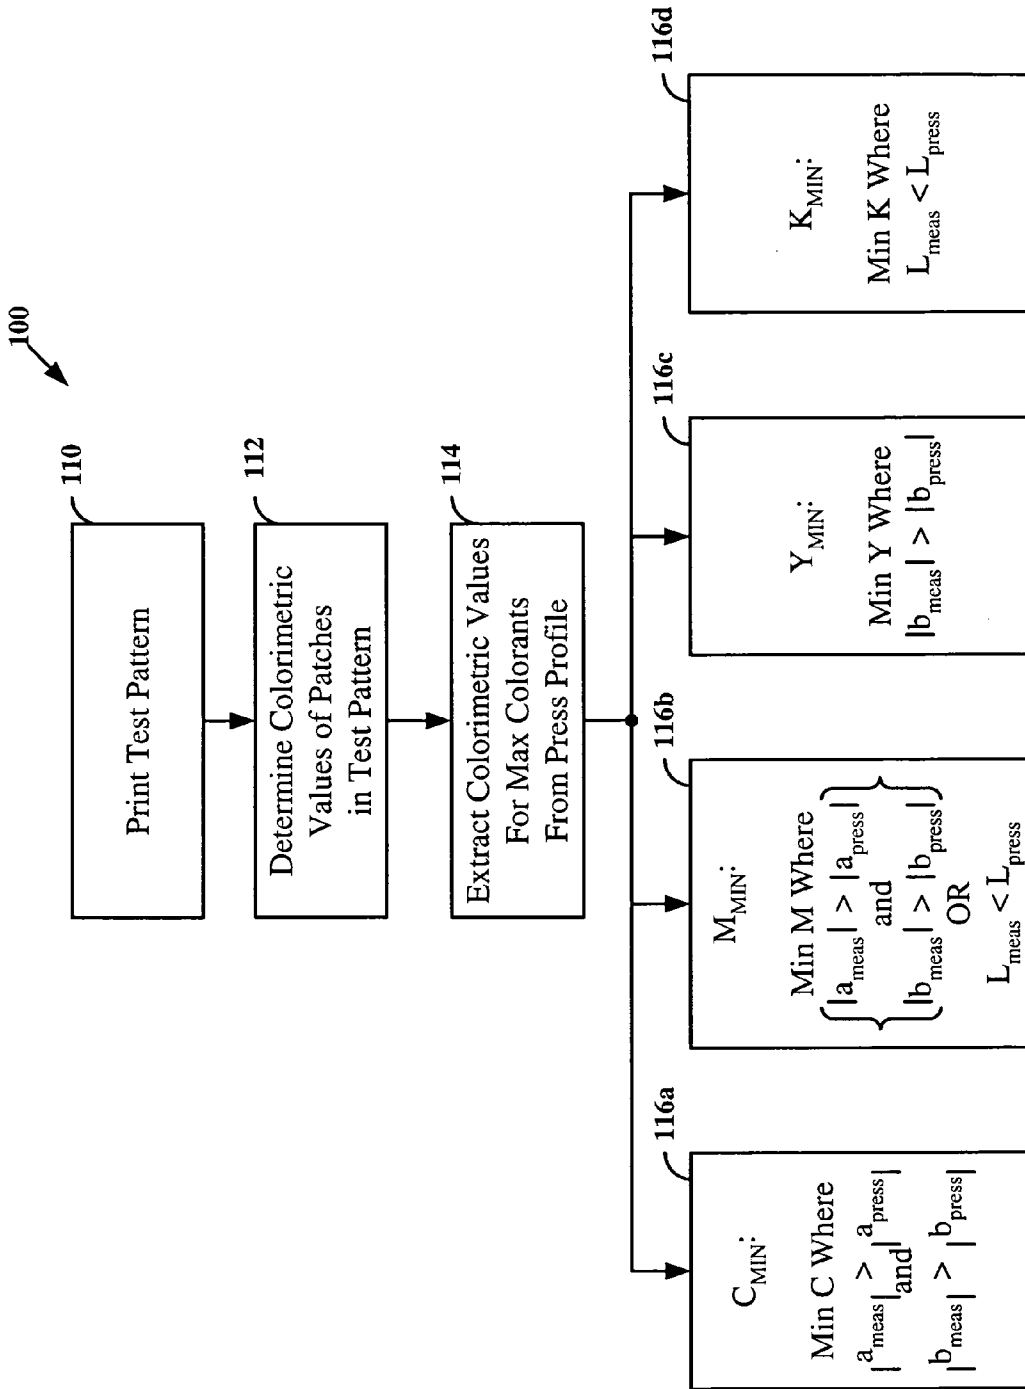 100
110
Print Test Pattern
112
Determine Colorimetric
Values of Patches
in Test Pattern
114
Extract Colorimetric Values
For Max Colorants
From Press Profile
116a
C_MIN:
Min C Where
|a_meas| > |a_press|
and
|b_meas| > |b_press|
116b
M_MIN:
Min M Where
{|a_meas| > |a_press|
and
|b_meas| > |b_press|}
OR
L_meas < L_press
116c
Y_MIN:
Min Y Where
|b_meas| > |b_press|
116d
K_MIN:
Min K Where
L_meas < L_press